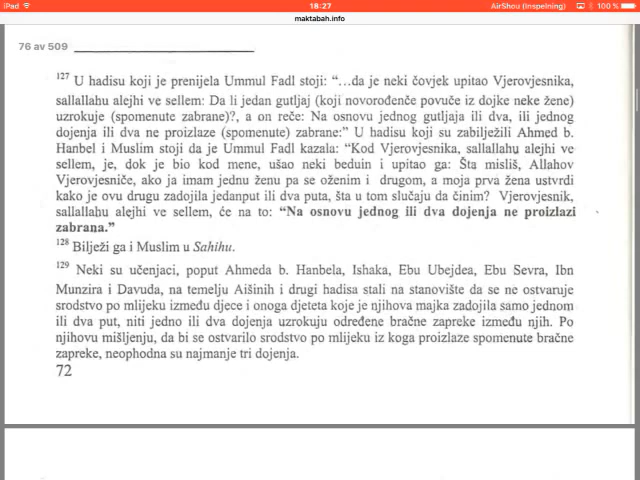 iPad 18:27 AirShou (Inspelning) 100 %
maktabah.info
76 av 509
127 U hadisu koji je prenijela Ummul Fadl stoji: “…da je neki čovjek upitao Vjerovjesnika,
sallallahu alejhi ve sellem: Da li jedan gutljaj (koji novorođenče povuče iz dojke neke žene)
uzrokuje (spomenute zabrane)?, a on reče: Na osnovu jednog gutljaja ili dva, ili jednog
dojenja ili dva ne proizlaze (spomenute) zabrane:” U hadisu koji su zabilježili Ahmed b.
Hanbel i Muslim stoji da je Ummul Fadl kazala: “Kod Vjerovjesnika, sallallahu alejhi ve
sellem, je, dok je bio kod mene, ušao neki beduin i upitao ga: Šta misliš, Allahov
Vjerovjesniče, ako ja imam jednu ženu pa se oženim i drugom, a moja prva žena ustvrdi
kako je ovu drugu zadojila jedanput ili dva puta, šta u tom slučaju da činim? Vjerovjesnik,
sallallahu alejhi ve sellem, će na to: “Na osnovu jednog ili dva dojenja ne proizlazi
zabrana.”
128 Bilježi ga i Muslim u Sahihu.
129 Neki su učenjaci, poput Ahmeda b. Hanbela, Ishaka, Ebu Ubejdea, Ebu Sevra, Ibn
Munzira i Davuda, na temelju Aišinih i drugi hadisa stali na stanovište da se ne ostvaruje
srodstvo po mlijeku između djece i onoga djeteta koje je njihova majka zadojila samo jednom
ili dva put, niti jedno ili dva dojenja uzrokuju određene bračne zapreke između njih. Po
njihovu mišljenju, da bi se ostvarilo srodstvo po mlijeku iz koga proizlaze spomenute bračne
zapreke, neophodna su najmanje tri dojenja.
72